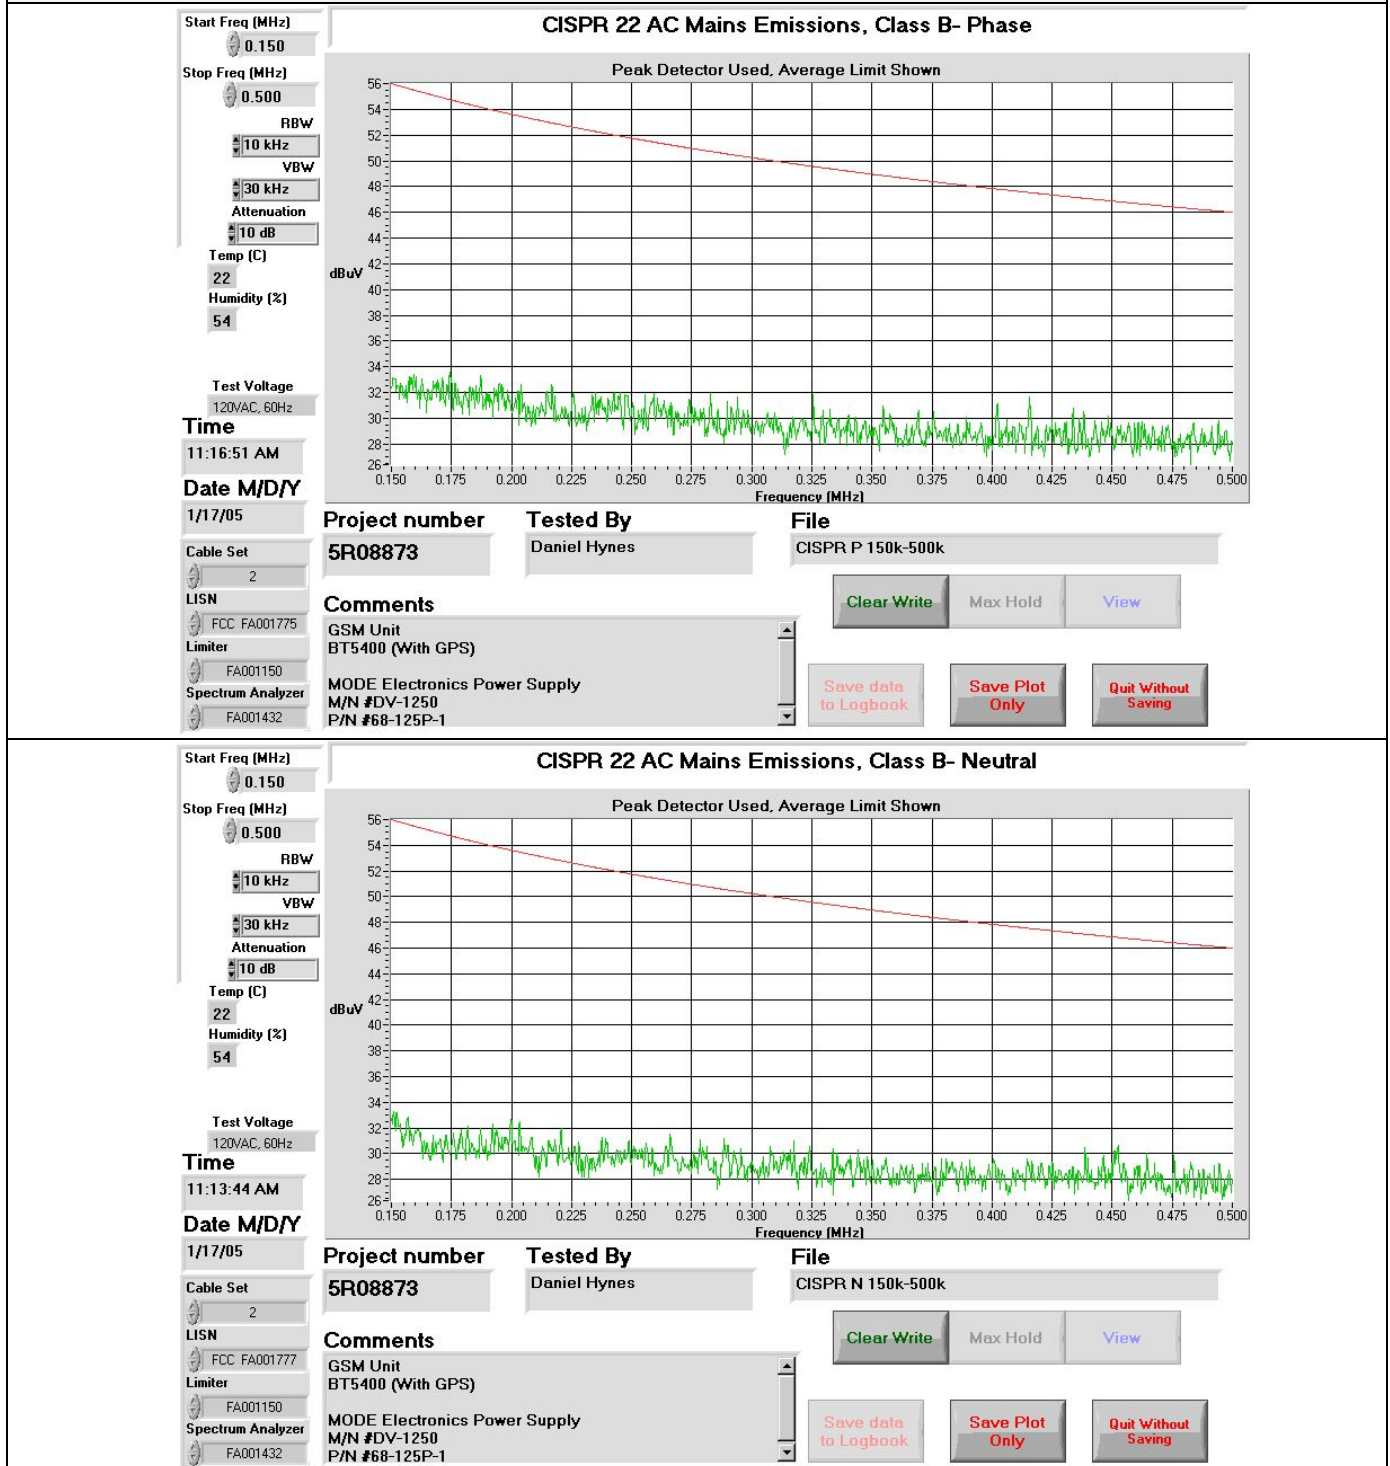 CISPR 22 AC Mains Emissions, Class B- Phase
Start Freq (MHz)
0.150
Stop Freq (MHz)
0.500
RBW
10 kHz
VBW
30 kHz
Attenuation
10 dB
Temp (C)
22
Humidity (%)
54
Test Voltage
120VAC, 60Hz
Time
11:16:51 AM
Date M/D/Y
1/17/05
Cable Set
2
LISN
FCC FA001775
Limiter
FA001150
Spectrum Analyzer
FA001432
Peak Detector Used, Average Limit Shown
56
54
52
50
48
46
44
dBuV 42
40
38
36
34
32
30
28
26
0.150 0.175 0.200 0.225 0.250 0.275 0.300 0.325 0.350 0.375 0.400 0.425 0.450 0.475 0.500
Frequency (MHz)
Project number
5R08873
Tested By
Daniel Hynes
File
CISPR P 150k-500k
Comments
GSM Unit
BT5400 (With GPS)
MODE Electronics Power Supply
M/N #DV-1250
P/N #68-125P-1
Clear Write
Max Hold
View
Save data
to Logbook
Save Plot
Only
Quit Without
Saving
CISPR 22 AC Mains Emissions, Class B- Neutral
Start Freq (MHz)
0.150
Stop Freq (MHz)
0.500
RBW
10 kHz
VBW
30 kHz
Attenuation
10 dB
Temp (C)
22
Humidity (%)
54
Test Voltage
120VAC, 60Hz
Time
11:13:44 AM
Date M/D/Y
1/17/05
Cable Set
2
LISN
FCC FA001777
Limiter
FA001150
Spectrum Analyzer
FA001432
Peak Detector Used, Average Limit Shown
56
54
52
50
48
46
44
dBuV 42
40
38
36
34
32
30
28
26
0.150 0.175 0.200 0.225 0.250 0.275 0.300 0.325 0.350 0.375 0.400 0.425 0.450 0.475 0.500
Frequency (MHz)
Project number
5R08873
Tested By
Daniel Hynes
File
CISPR N 150k-500k
Comments
GSM Unit
BT5400 (With GPS)
MODE Electronics Power Supply
M/N #DV-1250
P/N #68-125P-1
Clear Write
Max Hold
View
Save data
to Logbook
Save Plot
Only
Quit Without
Saving